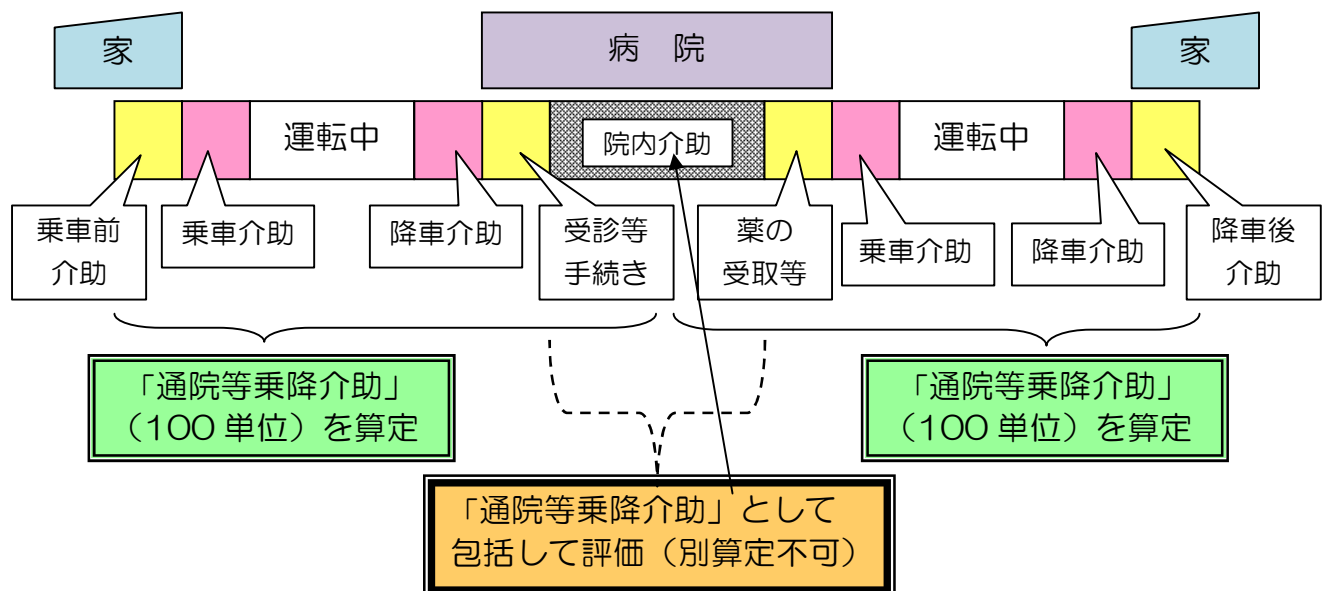 家
病　院
家
運転中
院内介助
運転中
乗車前
介助
乗車介助
降車介助
受診等
手続き
薬の
受取等
乗車介助
降車介助
降車後
介助
「通院等乗降介助」
（100 単位）を算定
「通院等乗降介助」
（100 単位）を算定
「通院等乗降介助」として
包括して評価（別算定不可）